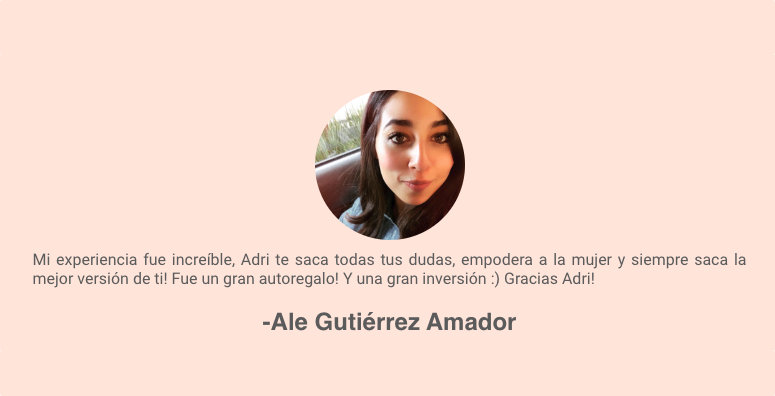 Mi experiencia fue increíble, Adri te saca todas tus dudas, empodera a la mujer y siempre saca la
mejor versión de ti! Fue un gran autoregalo! Y una gran inversión :) Gracias Adri!
-Ale Gutiérrez Amador